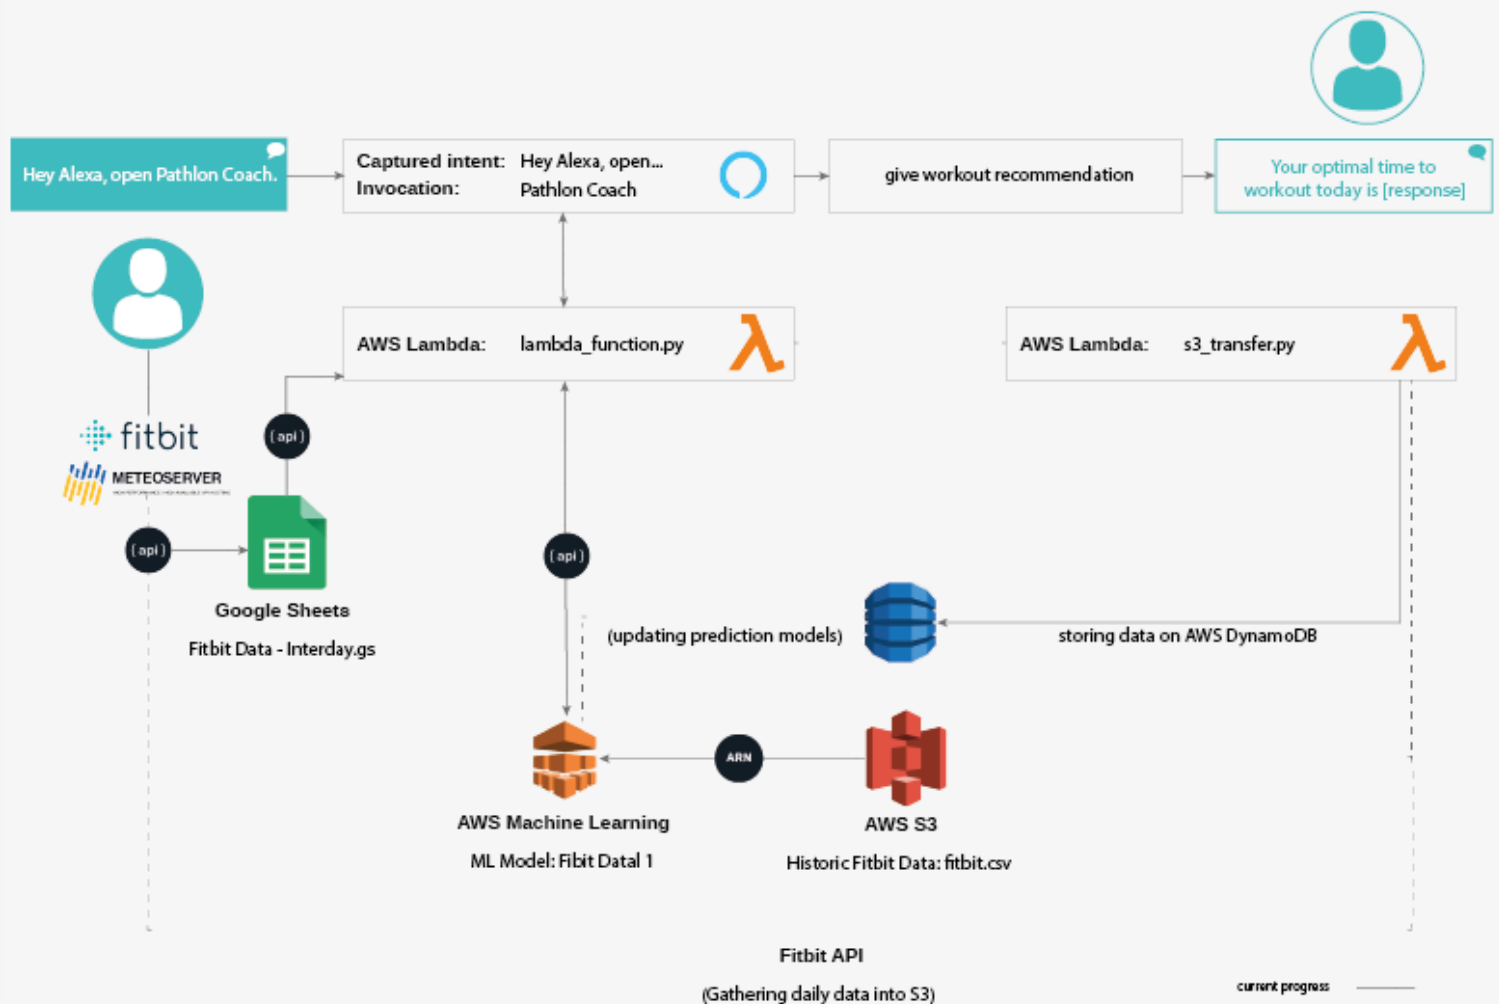 Hey Alexa, open Pathlon Coach.
Captured intent: Hey Alexa, open...
Invocation: Pathlon Coach
give workout recommendation
Your optimal time to
workout today is [response]
AWS Lambda: lambda_function.py
AWS Lambda: s3_transfer.py
fitbit
METEOSERVER
{api}
{api}
{api}
Google Sheets
Fitbit Data - Interday.gs
(updating prediction models)
storing data on AWS DynamoDB
ARN
AWS Machine Learning
ML Model: Fibit Datal 1
AWS S3
Historic Fitbit Data: fitbit.csv
Fitbit API
(Gathering daily data into S3)
current progress